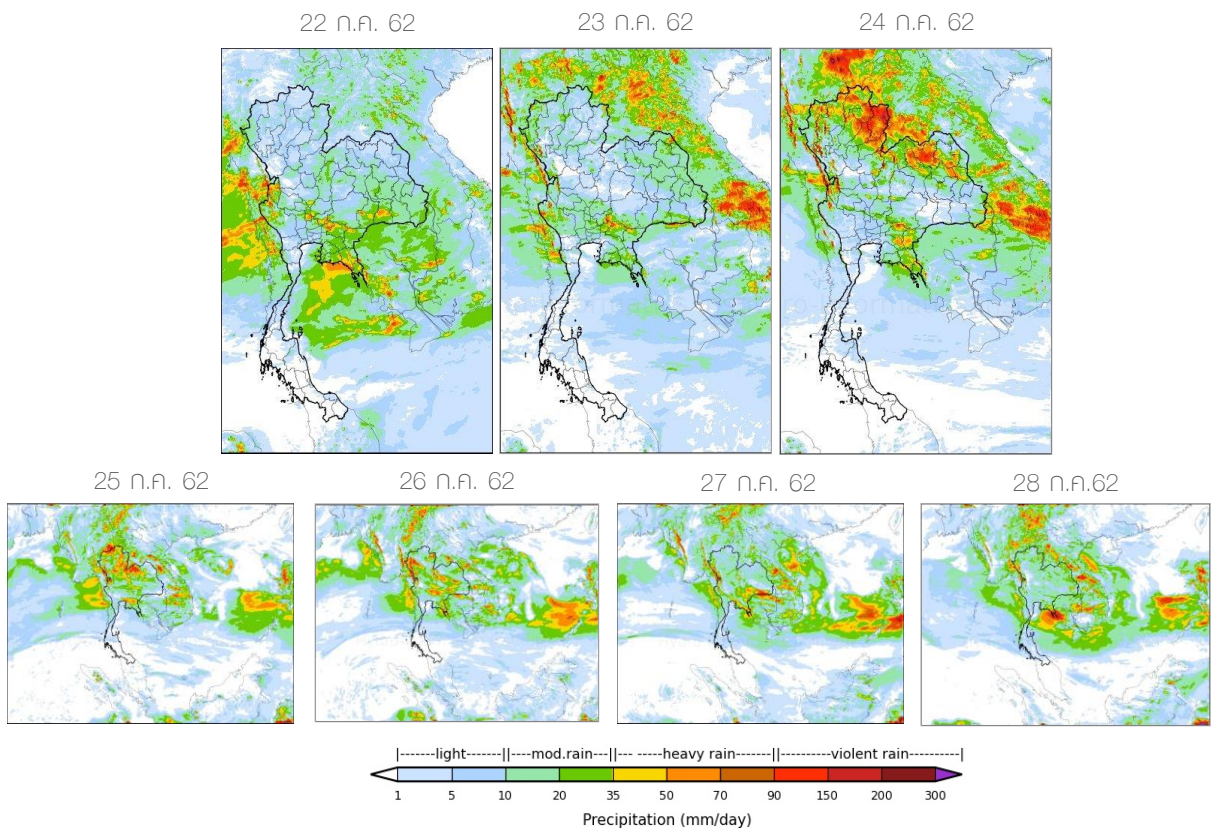 22 ก.ค. 62
23 ก.ค. 62
24 ก.ค. 62
25 ก.ค. 62
26 ก.ค. 62
27 ก.ค. 62
28 ก.ค.62
|-------light--------||----mod.rain---||--- -----heavy rain--------||----------violent rain---------|
1 5 10 20 35 50 70 90 150 200 300
Precipitation (mm/day)